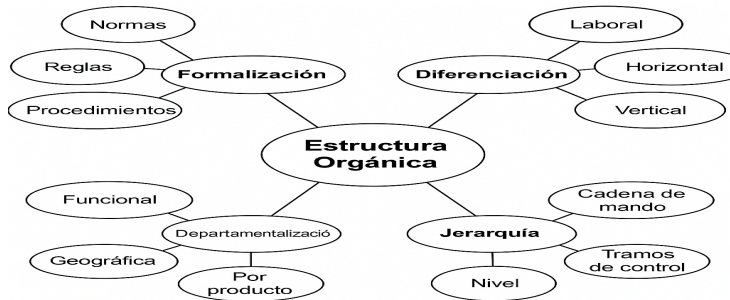 Normas
Reglas
Procedimientos
Formalización
Laboral
Horizontal
Vertical
Diferenciación
Estructura
Orgánica
Funcional
Geográfica
Por
producto
Departamentalizació
Jerarquía
Cadena de
mando
Tramos
de control
Nivel